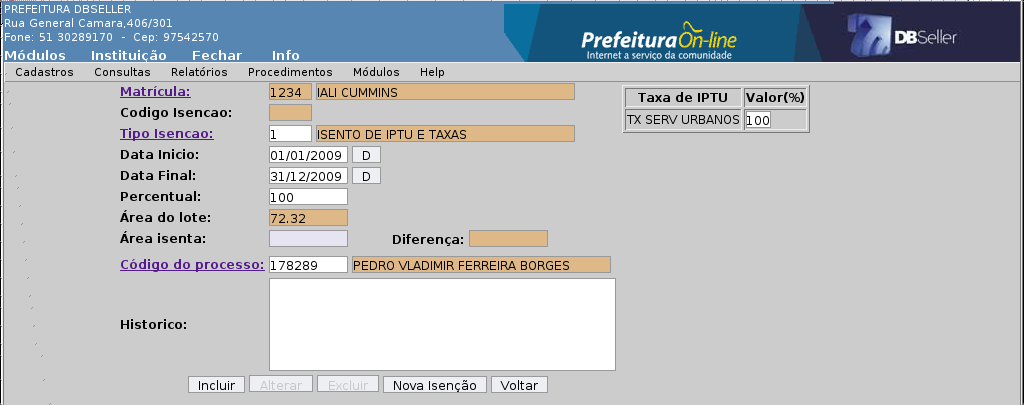 PREFEITURA DBSELLER
Rua General Camara,406/301
Fone: 51 30289170 - Cep: 97542570
Módulos Instituição Fechar Info
Prefeitura On-line
Internet a serviço da comunidade
DBSeller
Cadastros Consultas Relatórios Procedimentos Módulos Help
Matrícula: 1234 IALI CUMMINS
Codigo Isencao:
Tipo Isencao: 1 ISENTO DE IPTU E TAXAS
Data Inicio: 01/01/2009 D
Data Final: 31/12/2009 D
Percentual: 100
Área do lote: 72.32
Área isenta: Diferença:
Código do processo: 178289 PEDRO VLADIMIR FERREIRA BORGES
Historico:
Taxa de IPTU Valor(%)
TX SERV URBANOS 100
Incluir Alterar Excluir Nova Isenção Voltar